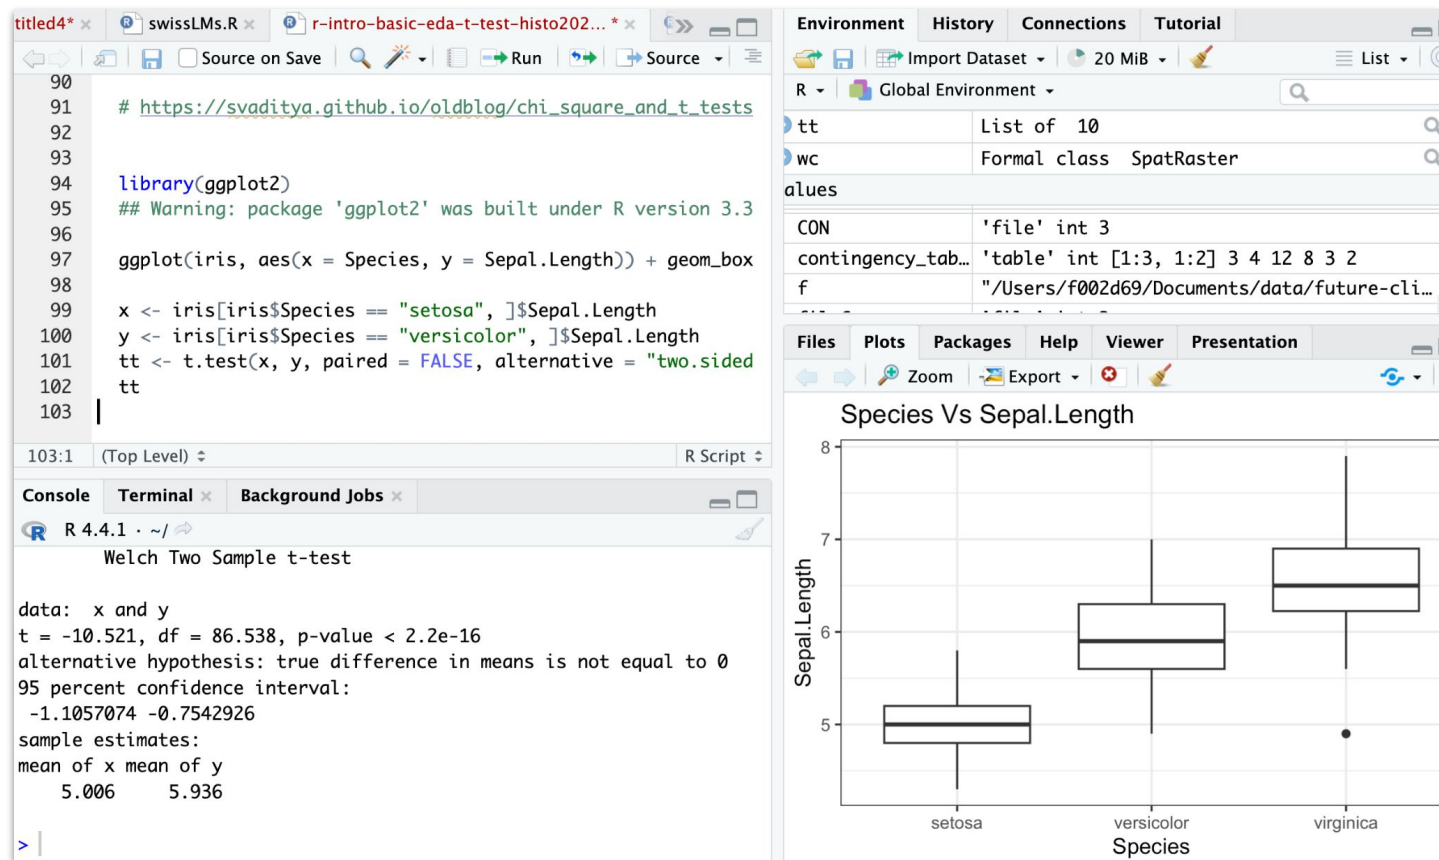 titled4* × swissLMs.R × r-intro-basic-eda-t-test-histo202... * ×
Source on Save Run Source
90
91 # https://svaditya.github.io/oldblog/chi_square_and_t_tests
92
93
94 library(ggplot2)
95 ## Warning: package 'ggplot2' was built under R version 3.3
96
97 ggplot(iris, aes(x = Species, y = Sepal.Length)) + geom_box
98
99 x <- iris[iris$Species == "setosa", ]$Sepal.Length
100 y <- iris[iris$Species == "versicolor", ]$Sepal.Length
101 tt <- t.test(x, y, paired = FALSE, alternative = "two.sided
102 tt
103
103:1 (Top Level) R Script
Console Terminal × Background Jobs ×
R 4.4.1 · ~/
Welch Two Sample t-test
data: x and y
t = -10.521, df = 86.538, p-value < 2.2e-16
alternative hypothesis: true difference in means is not equal to 0
95 percent confidence interval:
-1.1057074 -0.7542926
sample estimates:
mean of x mean of y
5.006 5.936
>
Environment History Connections Tutorial
Import Dataset 20 MiB List
R Global Environment
tt List of 10
wc Formal class SpatRaster
alues
CON 'file' int 3
contingency_tab… 'table' int [1:3, 1:2] 3 4 12 8 3 2
f "/Users/f002d69/Documents/data/future-cli…
Files Plots Packages Help Viewer Presentation
Zoom Export
Species Vs Sepal.Length
8
7
6
5
Sepal.Length
setosa versicolor virginica
Species